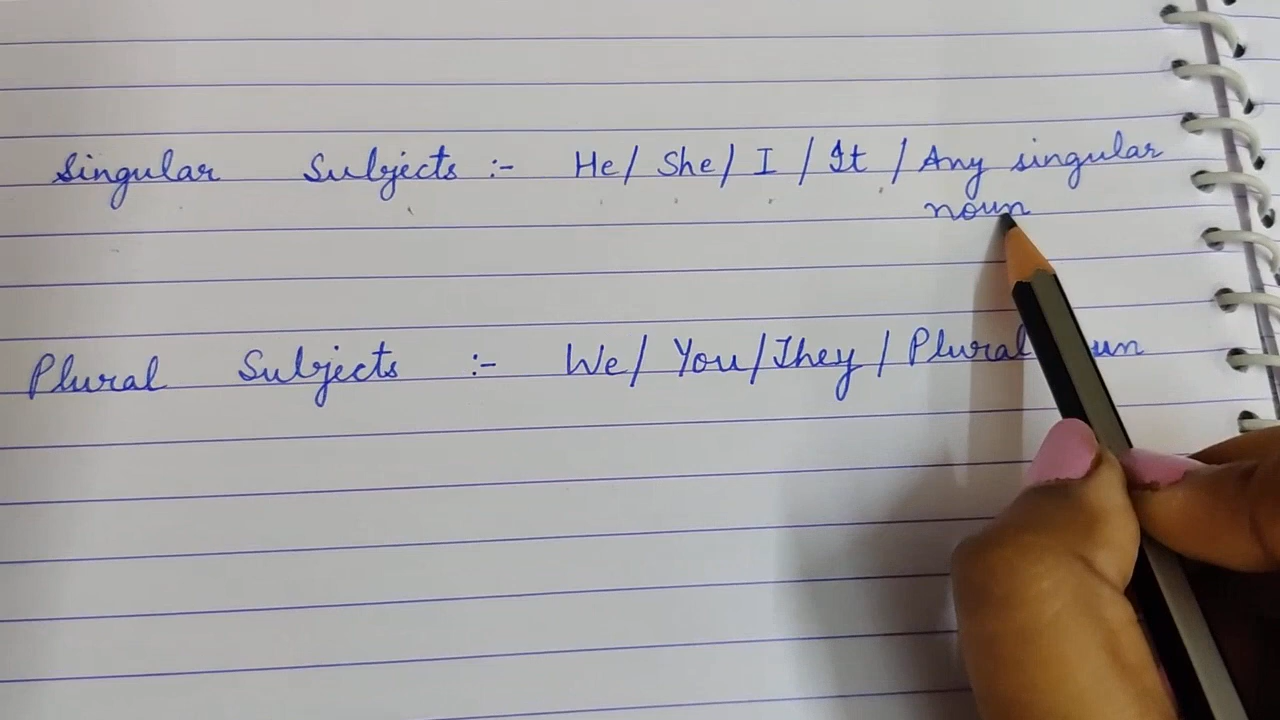 Singular Subjects :- He/ She/ I / It / Any singular
noun
Plural Subjects :- We/ You/They / Plural